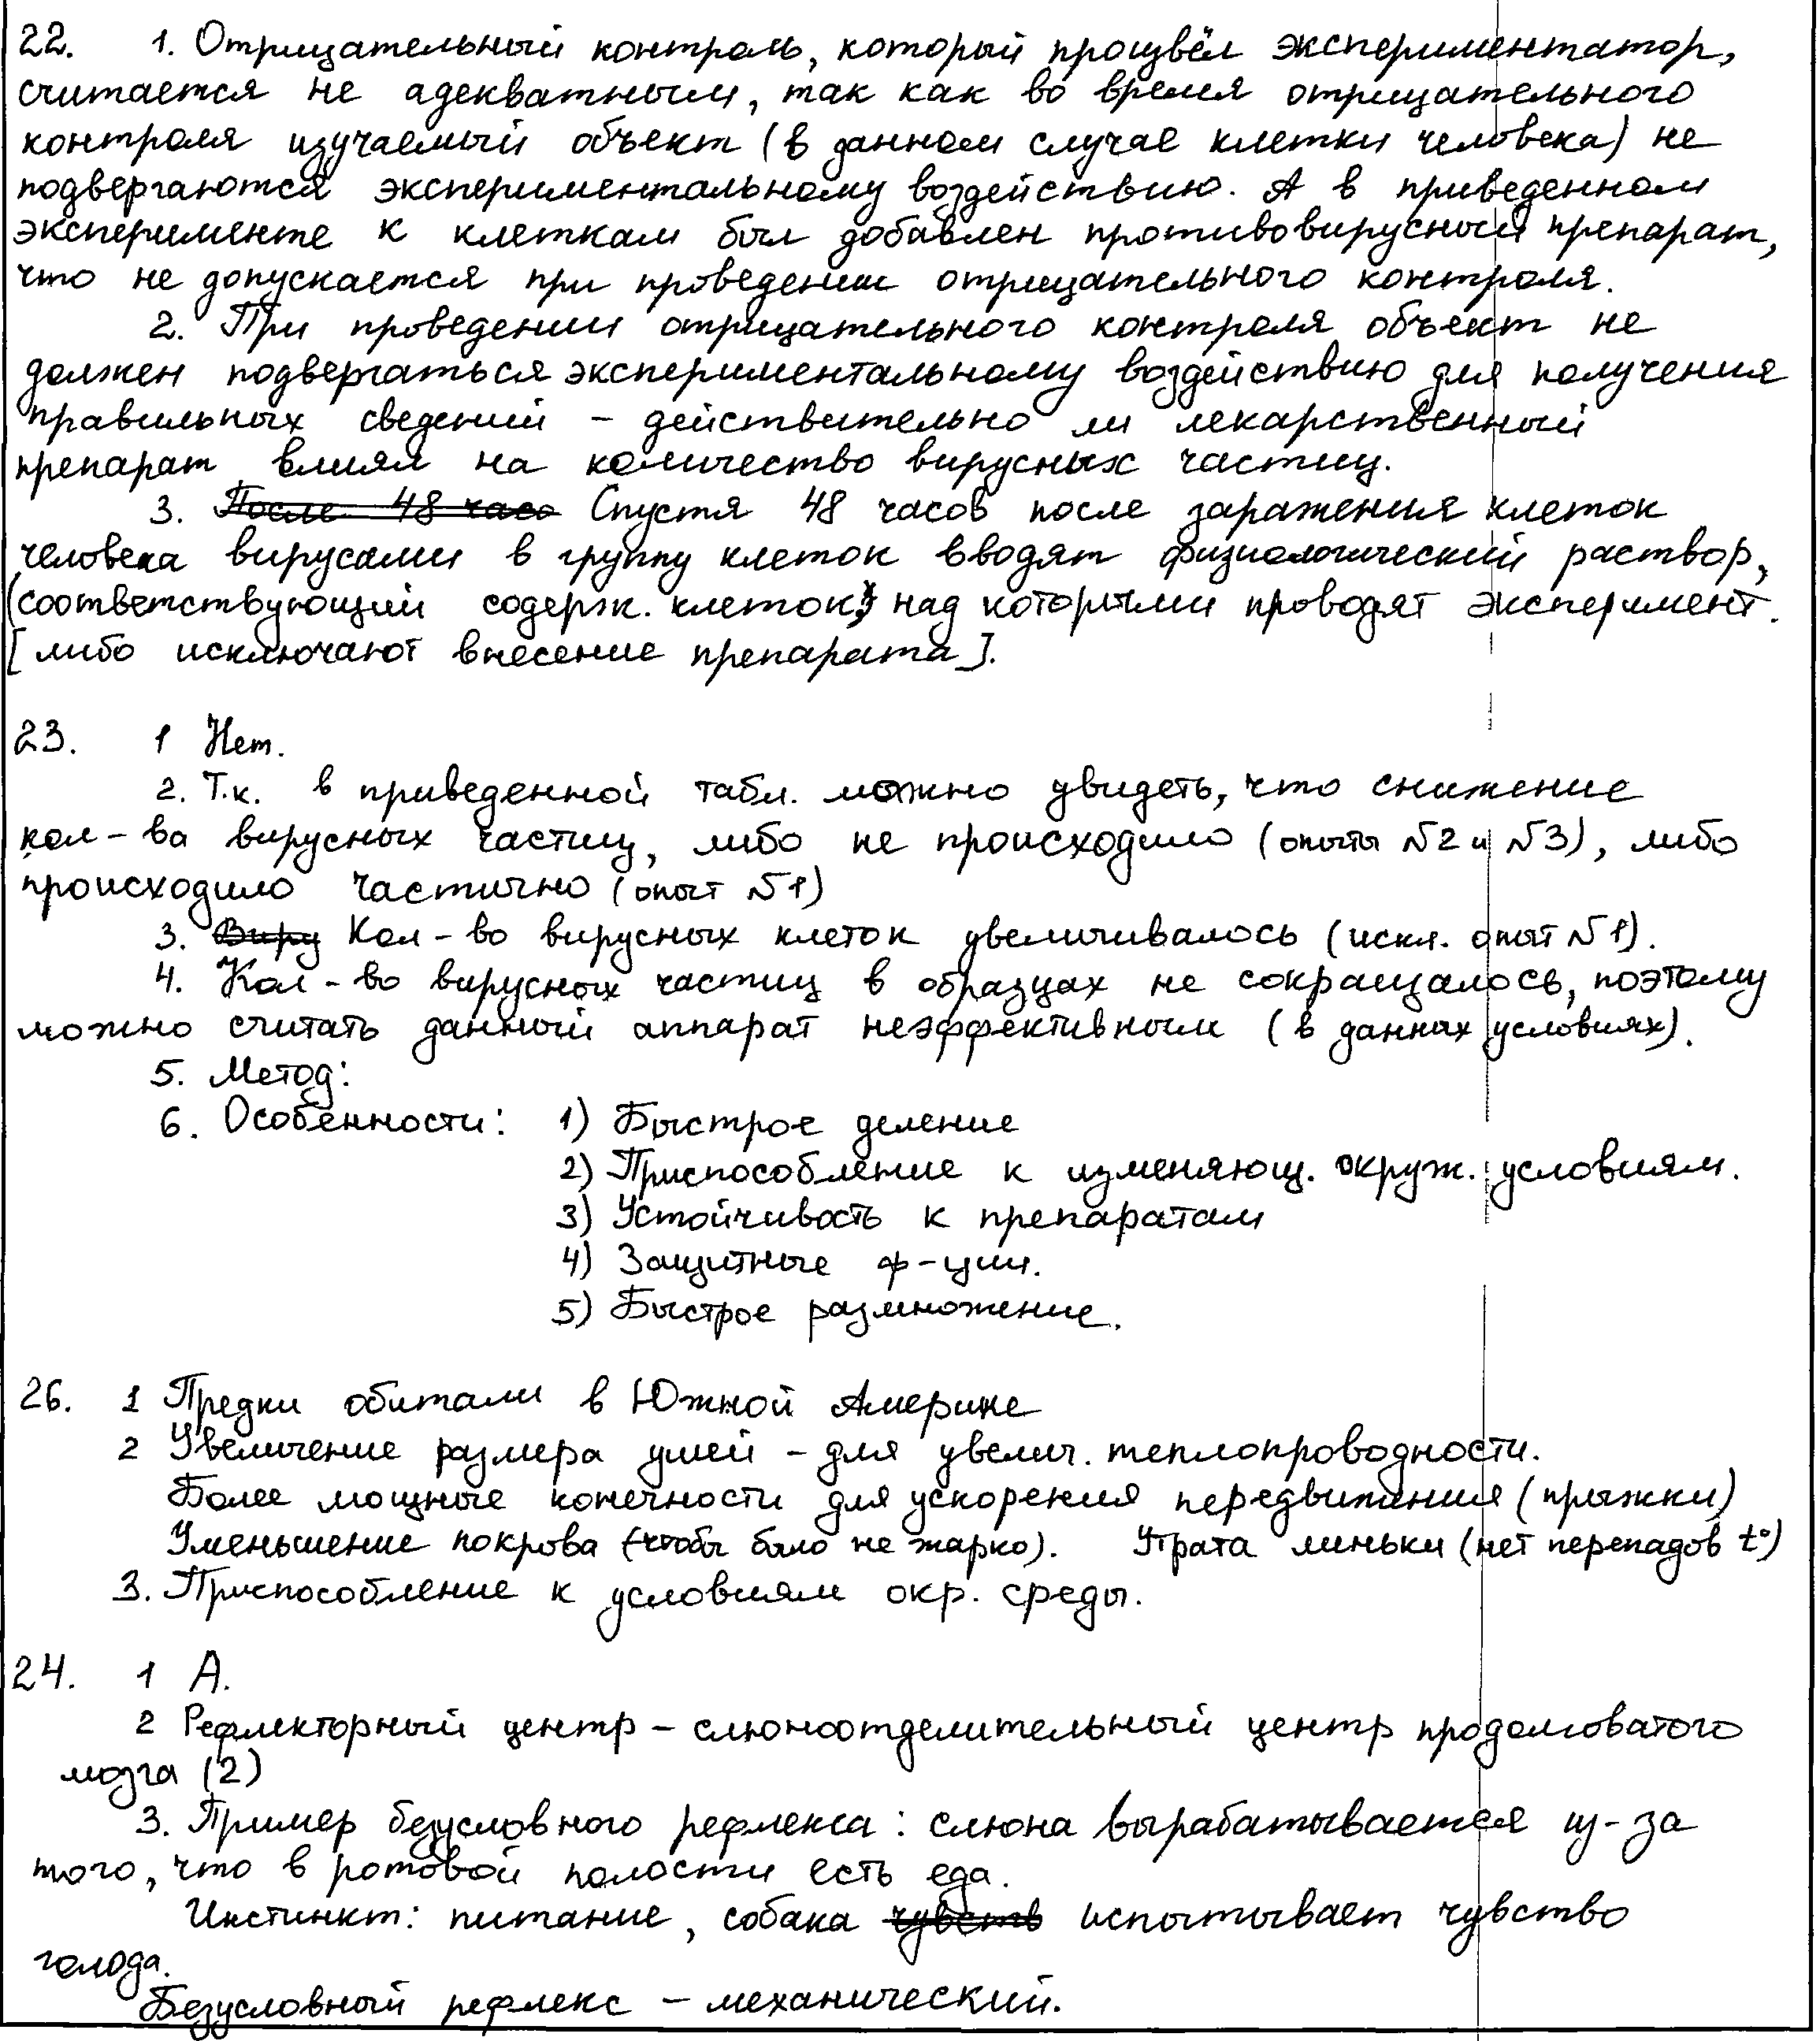 22. 1. Отрицательный контроль, который произвёл экспериментатор,
считается не адекватным, так как во время отрицательного
контроля изучаемый объект (в данном случае клетки человека) не
подвергаются экспериментальному воздействию. А в приведенном
эксперименте к клеткам был добавлен противовирусный препарат,
что не допускается при проведении отрицательного контроля.
2. При проведении отрицательного контроля объект не
должен подвергаться экспериментальному воздействию для получения
правильных сведений – действительно ли лекарственный
препарат влиял на количество вирусных частиц.
3. После 48 часо Спустя 48 часов после заражения клеток
человека вирусами в группу клеток вводят физиологический раствор,
(соответствующий содерж. клеток) над которыми проводят эксперимент.
[либо исключают внесение препарата].
23. 1 Нет.
2. Т.к. в приведенной табл. можно увидеть, что снижение
кол-ва вирусных частиц, либо не происходило (опыты №2 и №3), либо
происходило частично (опыт №1)
3. Виру Кол-во вирусных клеток увеличивалось (искл. опыт №1).
4. Кол-во вирусных частиц в образцах не сокращалось, поэтому
можно считать данный аппарат неэффективным (в данных условиях).
5. Метод:
6. Особенности: 1) Быстрое деление
2) Приспособление к изменяющ. окруж. условиям.
3) Устойчивость к препаратам
4) Защитные ф-ции.
5) Быстрое размножение.
26. 1 Предки обитали в Южной Америке
2 Увеличение размера ушей – для увелич. теплопроводности.
Более мощные конечности для ускорения передвижения (прыжки)
Уменьшение покрова (чтобы было не жарко). Утрата линьки (нет перепадов t°)
3. Приспособление к условиям окр. среды.
24. 1 А.
2 Рефлекторный центр – слюноотделительный центр продолговатого
мозга (2)
3. Пример безусловного рефлекса: слюна вырабатывается из-за
того, что в ротовой полости есть еда.
Инстинкт: питание, собака чувств испытывает чувство
голода.
Безусловный рефлекс – механический.